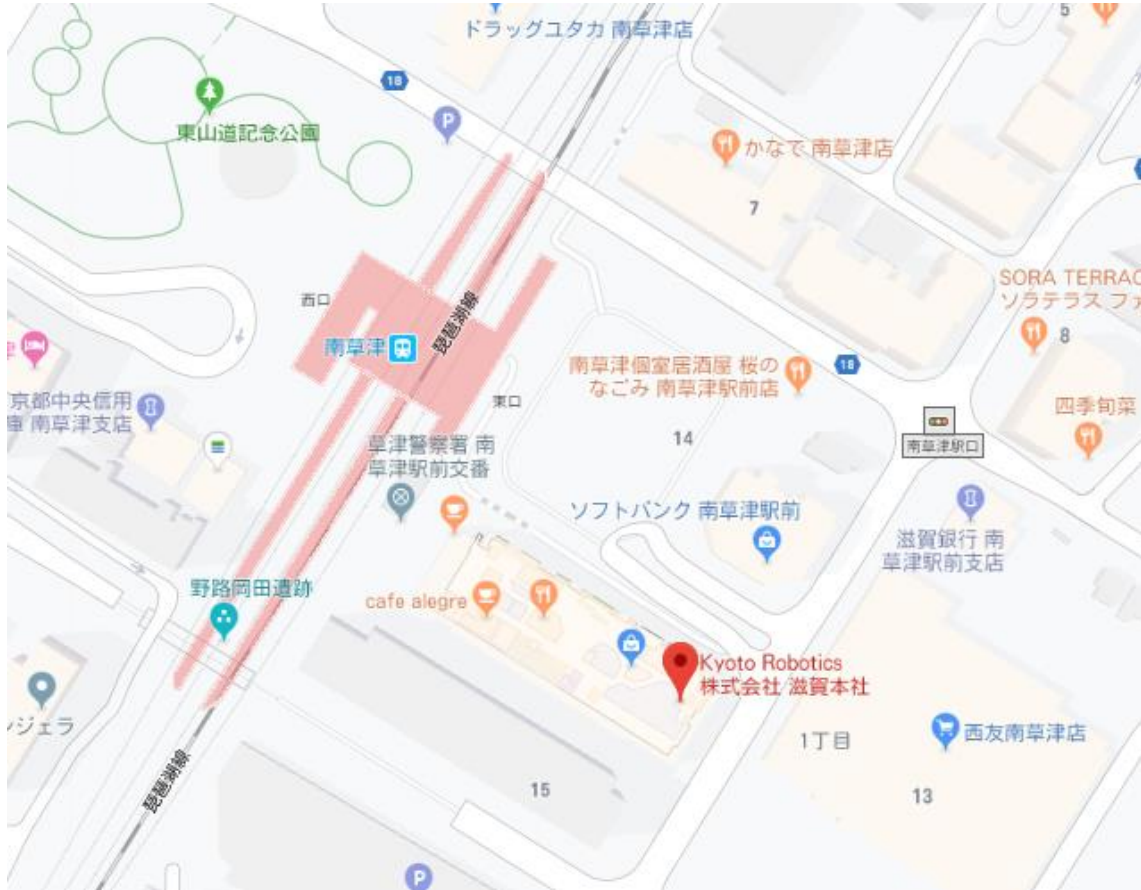 ドラッグユタカ 南草津店
5
18
P
東山道記念公園
かなで 南草津店
7
SORA TERRAC
ソラテラス ファ
8
西口
琵琶湖線
南草津
東口
南草津個室居酒屋 桜の
なごみ 南草津駅前店
18
四季旬菜
京都中央信用
庫 南草津支店
草津警察署 南
草津駅前交番
14
南草津駅口
ソフトバンク 南草津駅前
滋賀銀行 南
草津駅前支店
野路岡田遺跡
cafe alegre
Kyoto Robotics
株式会社 滋賀本社
ンジェラ
1丁目
西友南草津店
琵琶湖線
15
13
P